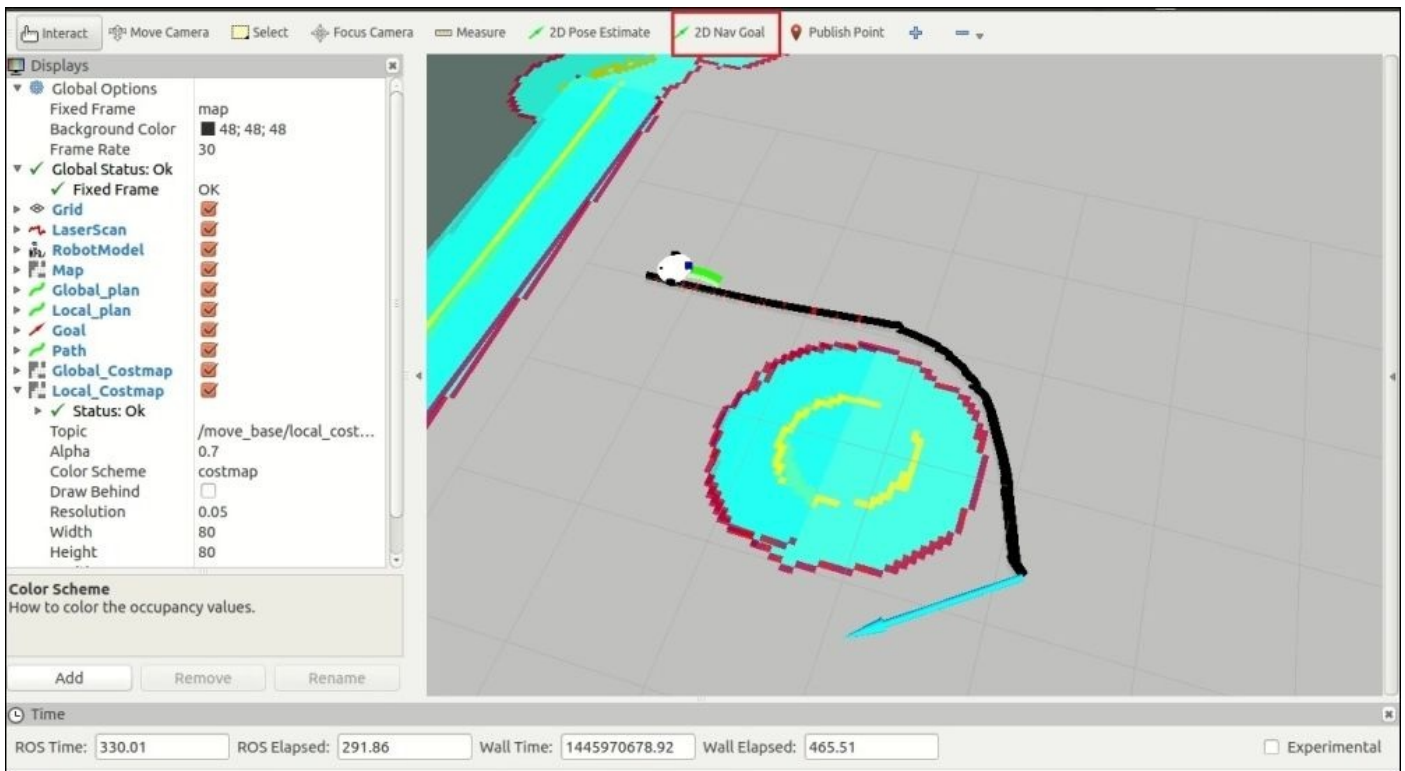 Interact Move Camera Select Focus Camera Measure 2D Pose Estimate 2D Nav Goal Publish Point
Displays
Global Options
Fixed Frame map
Background Color 48; 48; 48
Frame Rate 30
Global Status: Ok
Fixed Frame OK
Grid
LaserScan
RobotModel
Map
Global_plan
Local_plan
Goal
Path
Global_Costmap
Local_Costmap
Status: Ok
Topic /move_base/local_cost...
Alpha 0.7
Color Scheme costmap
Draw Behind
Resolution 0.05
Width 80
Height 80
Color Scheme
How to color the occupancy values.
Add Remove Rename
Time
ROS Time: 330.01 ROS Elapsed: 291.86 Wall Time: 1445970678.92 Wall Elapsed: 465.51 Experimental